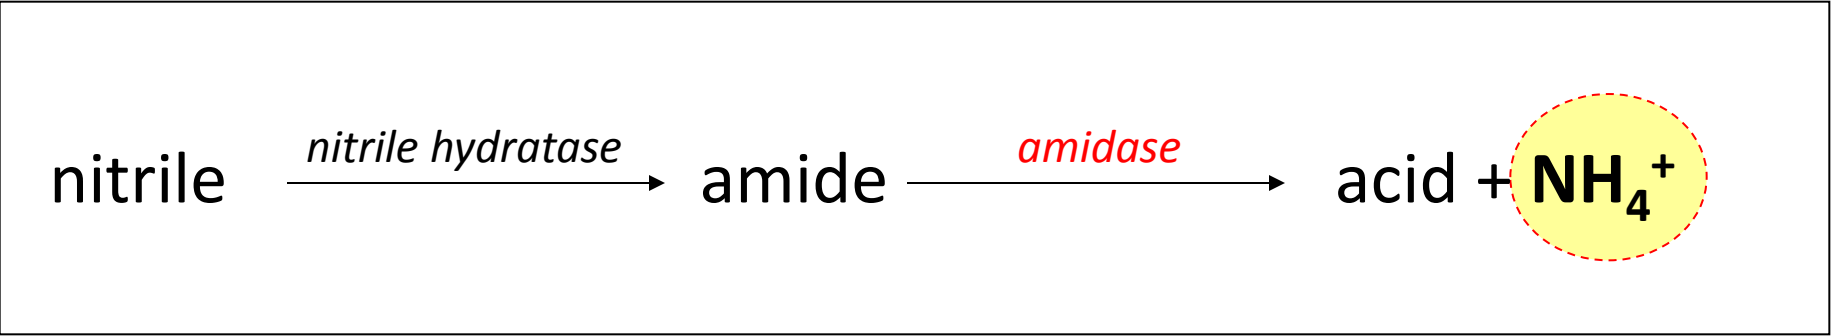 nitrile hydratase amidase
nitrile amide acid + NH₄⁺